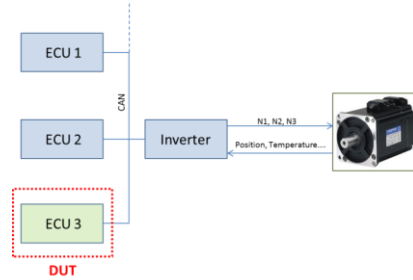 ECU 1
CAN
N1, N2, N3
ECU 2
Inverter
Position, Temperature....
ECU 3
DUT